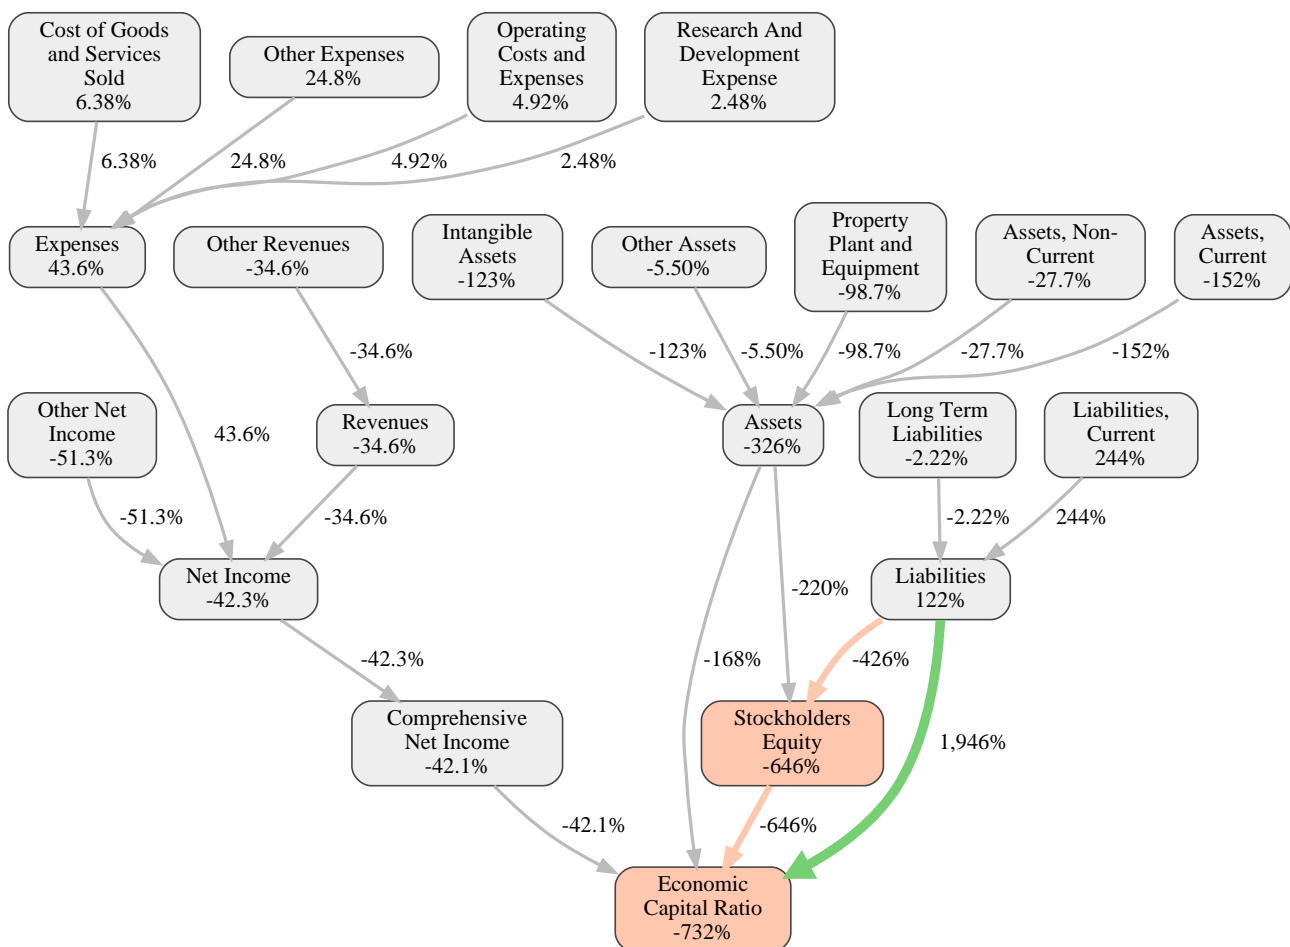 Cost of Goods
and Services
Sold
6.38%
Other Expenses
24.8%
Operating
Costs and
Expenses
4.92%
Research And
Development
Expense
2.48%
6.38%
24.8%
4.92%
2.48%
Expenses
43.6%
Other Revenues
-34.6%
Intangible
Assets
-123%
Other Assets
-5.50%
Property
Plant and
Equipment
-98.7%
Assets, Non-
Current
-27.7%
Assets,
Current
-152%
-34.6%
-123%
-5.50%
-98.7%
-27.7%
-152%
Other Net
Income
-51.3%
43.6%
Revenues
-34.6%
Assets
-326%
Long Term
Liabilities
-2.22%
Liabilities,
Current
244%
-51.3%
-34.6%
-2.22%
244%
Net Income
-42.3%
-220%
Liabilities
122%
-42.3%
-168%
-426%
Comprehensive
Net Income
-42.1%
Stockholders
Equity
-646%
1,946%
-42.1%
-646%
Economic
Capital Ratio
-732%